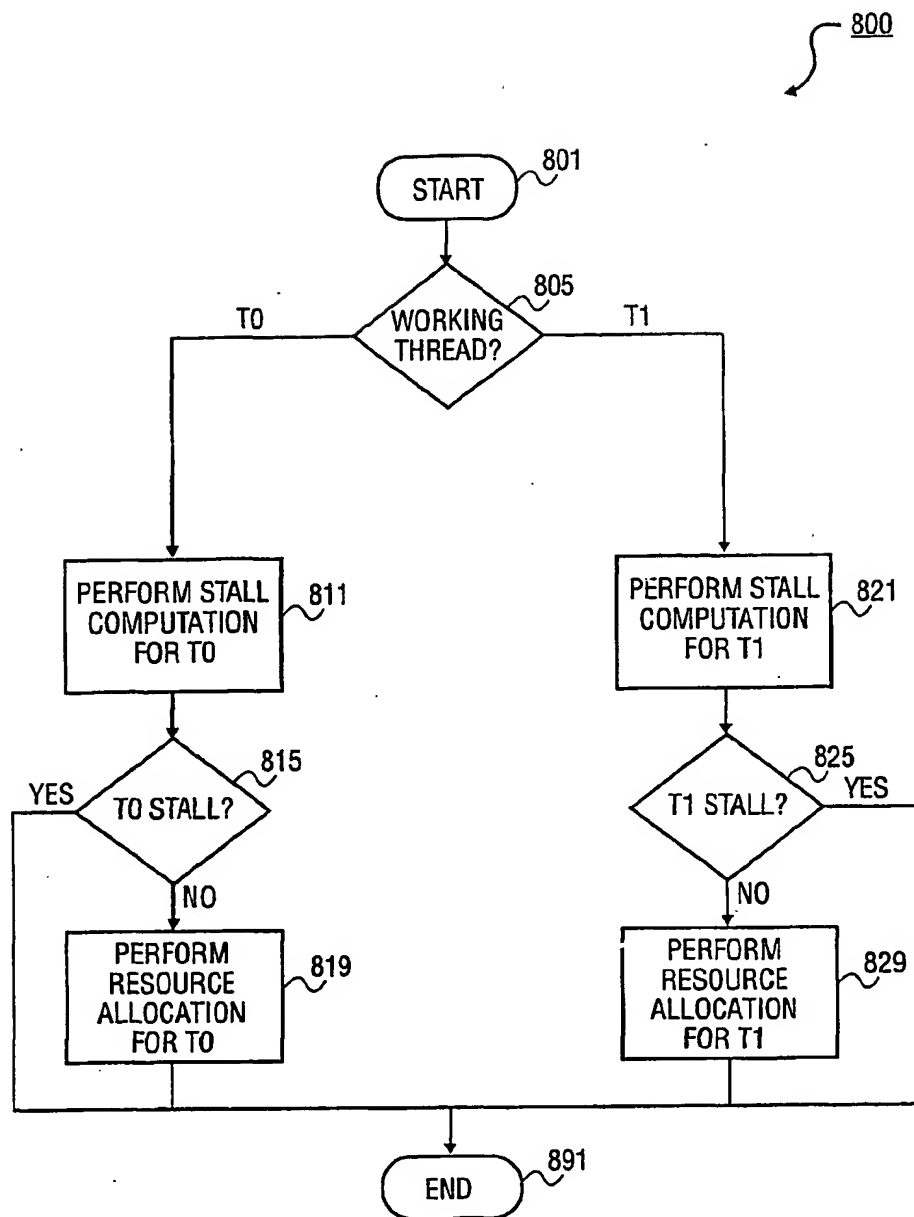 800
START
801
WORKING
THREAD?
805
T0
T1
PERFORM STALL
COMPUTATION
FOR T0
811
PERFORM STALL
COMPUTATION
FOR T1
821
T0 STALL?
815
YES
NO
T1 STALL?
825
YES
NO
PERFORM
RESOURCE
ALLOCATION
FOR T0
819
PERFORM
RESOURCE
ALLOCATION
FOR T1
829
END
891